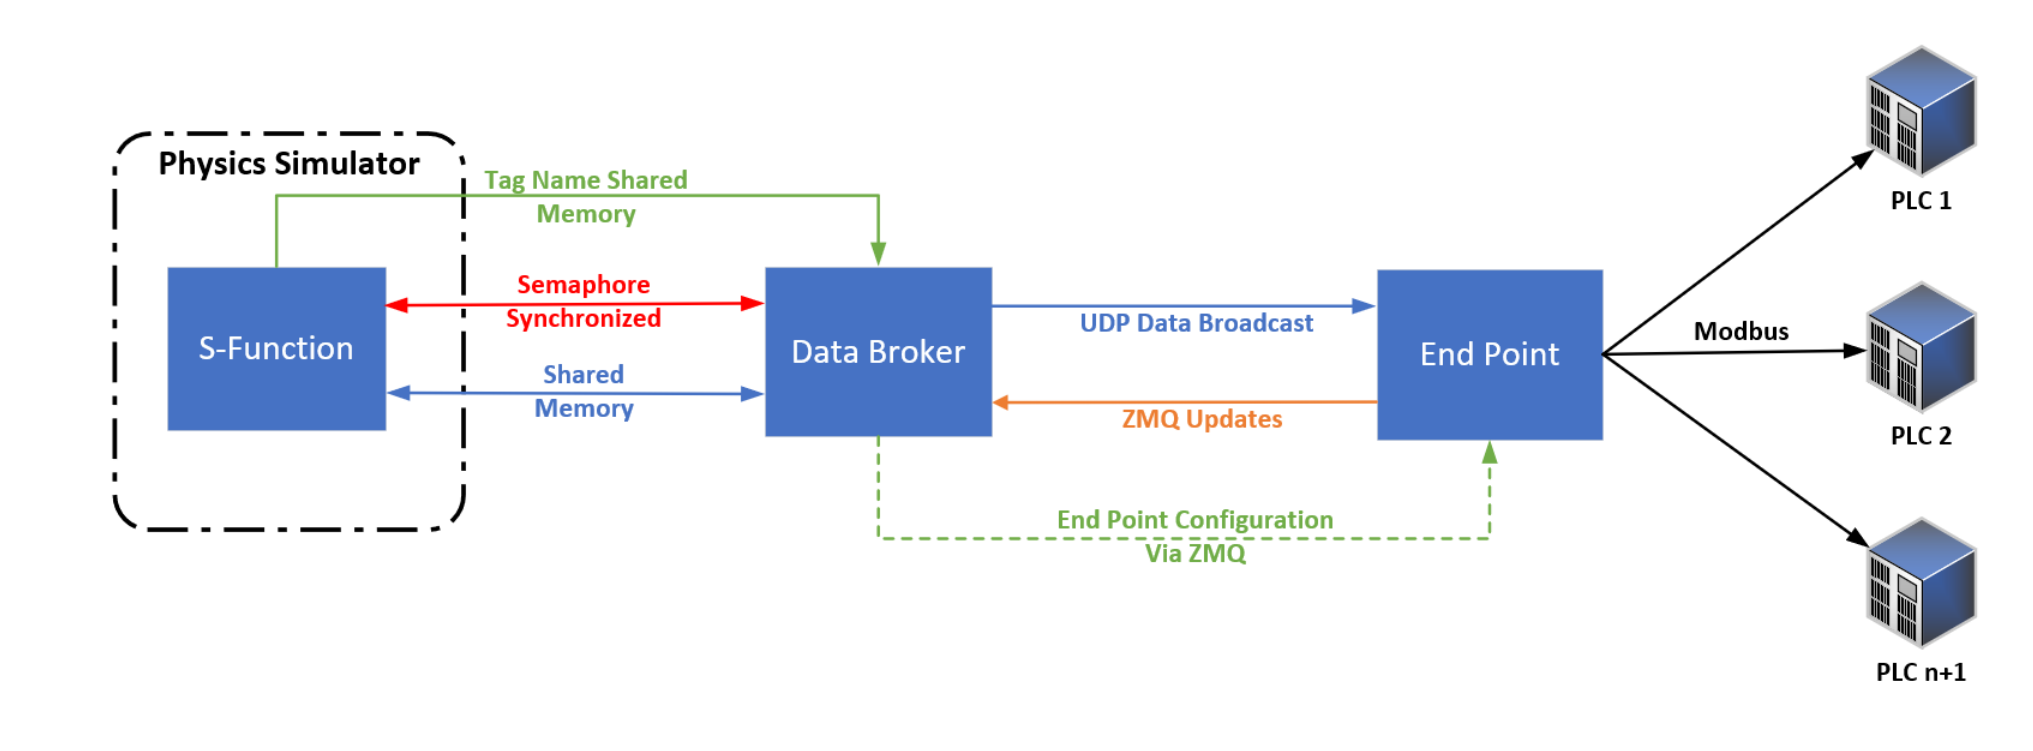 Physics Simulator
Tag Name Shared
Memory
Semaphore
Synchronized
S-Function
Shared
Memory
Data Broker
UDP Data Broadcast
ZMQ Updates
End Point Configuration
Via ZMQ
End Point
Modbus
PLC 1
PLC 2
PLC n+1